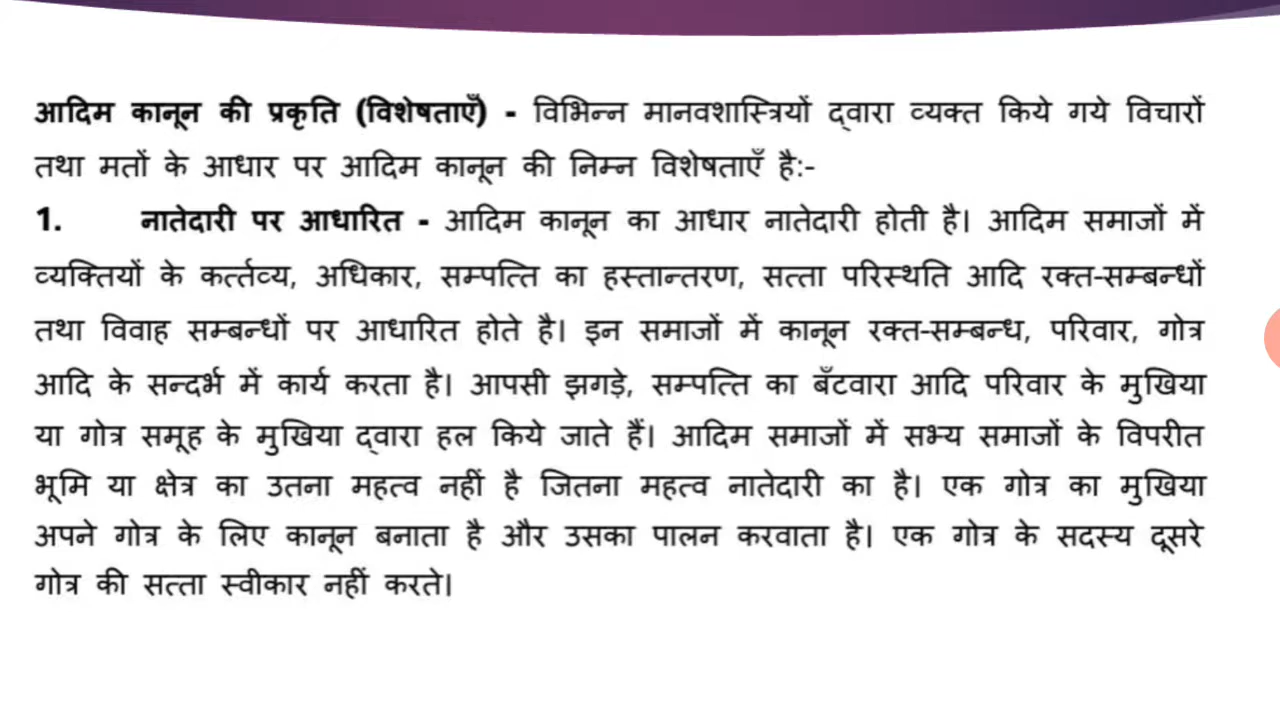 आदिम कानून की प्रकृति (विशेषताएँ) - विभिन्न मानवशास्त्रियों द्वारा व्यक्त किये गये विचारों
तथा मतों के आधार पर आदिम कानून की निम्न विशेषताएँ है:-
1. नातेदारी पर आधारित - आदिम कानून का आधार नातेदारी होती है। आदिम समाजों में
व्यक्तियों के कर्त्तव्य, अधिकार, सम्पत्ति का हस्तान्तरण, सत्ता परिस्थति आदि रक्त-सम्बन्धों
तथा विवाह सम्बन्धों पर आधारित होते है। इन समाजों में कानून रक्त-सम्बन्ध, परिवार, गोत्र
आदि के सन्दर्भ में कार्य करता है। आपसी झगड़े, सम्पत्ति का बँटवारा आदि परिवार के मुखिया
या गोत्र समूह के मुखिया द्वारा हल किये जाते हैं। आदिम समाजों में सभ्य समाजों के विपरीत
भूमि या क्षेत्र का उतना महत्व नहीं है जितना महत्व नातेदारी का है। एक गोत्र का मुखिया
अपने गोत्र के लिए कानून बनाता है और उसका पालन करवाता है। एक गोत्र के सदस्य दूसरे
गोत्र की सत्ता स्वीकार नहीं करते।